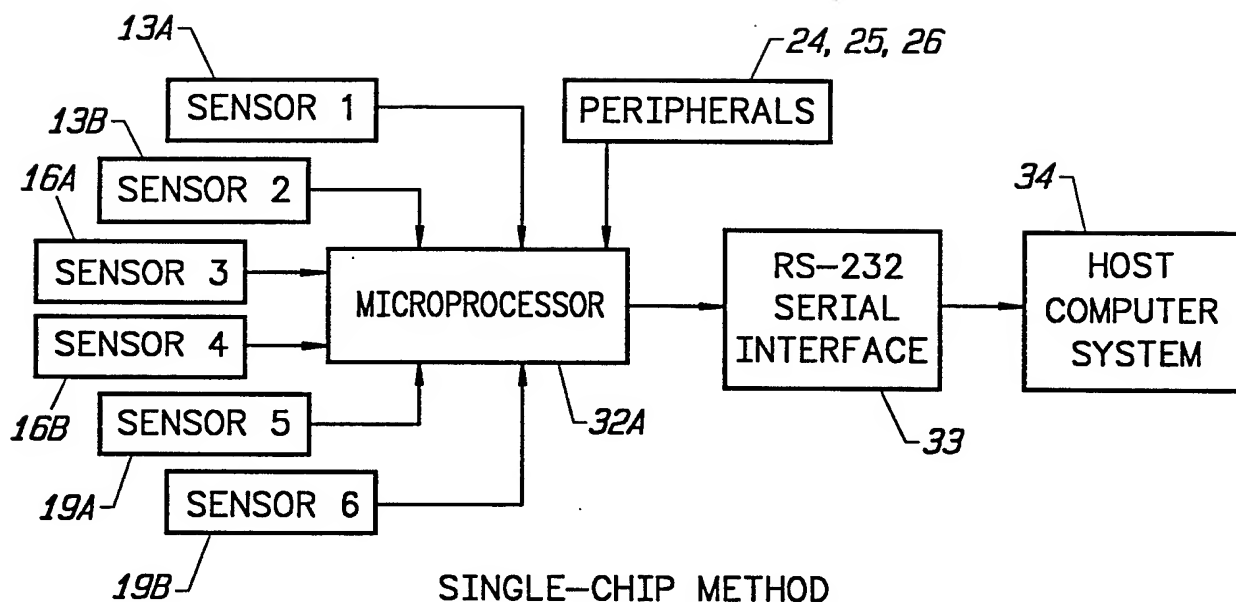 13A
24, 25, 26
SENSOR 1
PERIPHERALS
13B
SENSOR 2
16A
34
SENSOR 3
MICROPROCESSOR
RS-232
SERIAL
INTERFACE
HOST
COMPUTER
SYSTEM
SENSOR 4
16B
SENSOR 5
32A
33
19A
SENSOR 6
19B
SINGLE-CHIP METHOD